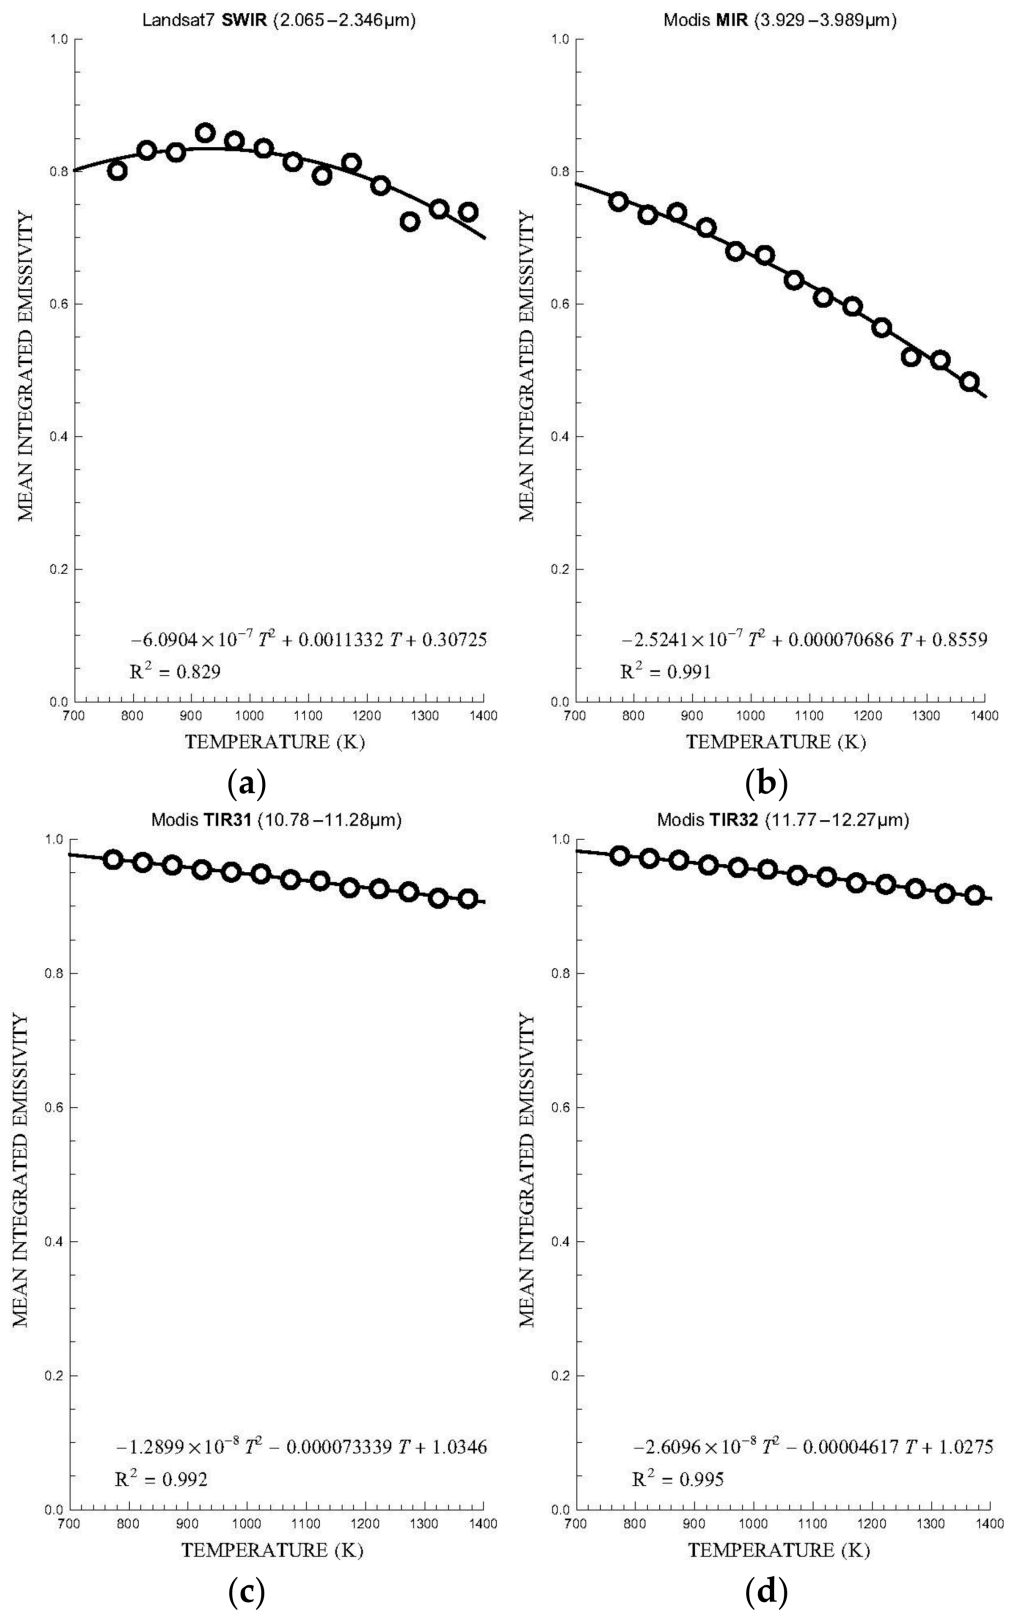 Landsat7 SWIR (2.065–2.346μm)
1.0
0.8
0.6
0.4
0.2
0.0
MEAN INTEGRATED EMISSIVITY
−6.0904 × 10⁻⁷ T² + 0.0011332 T + 0.30725
R² = 0.829
700 800 900 1000 1100 1200 1300 1400
TEMPERATURE (K)
(a)
Modis MIR (3.929–3.989μm)
1.0
0.8
0.6
0.4
0.2
0.0
MEAN INTEGRATED EMISSIVITY
−2.5241 × 10⁻⁷ T² + 0.000070686 T + 0.8559
R² = 0.991
700 800 900 1000 1100 1200 1300 1400
TEMPERATURE (K)
(b)
Modis TIR31 (10.78–11.28μm)
1.0
0.8
0.6
0.4
0.2
0.0
MEAN INTEGRATED EMISSIVITY
−1.2899 × 10⁻⁸ T² − 0.000073339 T + 1.0346
R² = 0.992
700 800 900 1000 1100 1200 1300 1400
TEMPERATURE (K)
(c)
Modis TIR32 (11.77–12.27μm)
1.0
0.8
0.6
0.4
0.2
0.0
MEAN INTEGRATED EMISSIVITY
−2.6096 × 10⁻⁸ T² − 0.00004617 T + 1.0275
R² = 0.995
700 800 900 1000 1100 1200 1300 1400
TEMPERATURE (K)
(d)